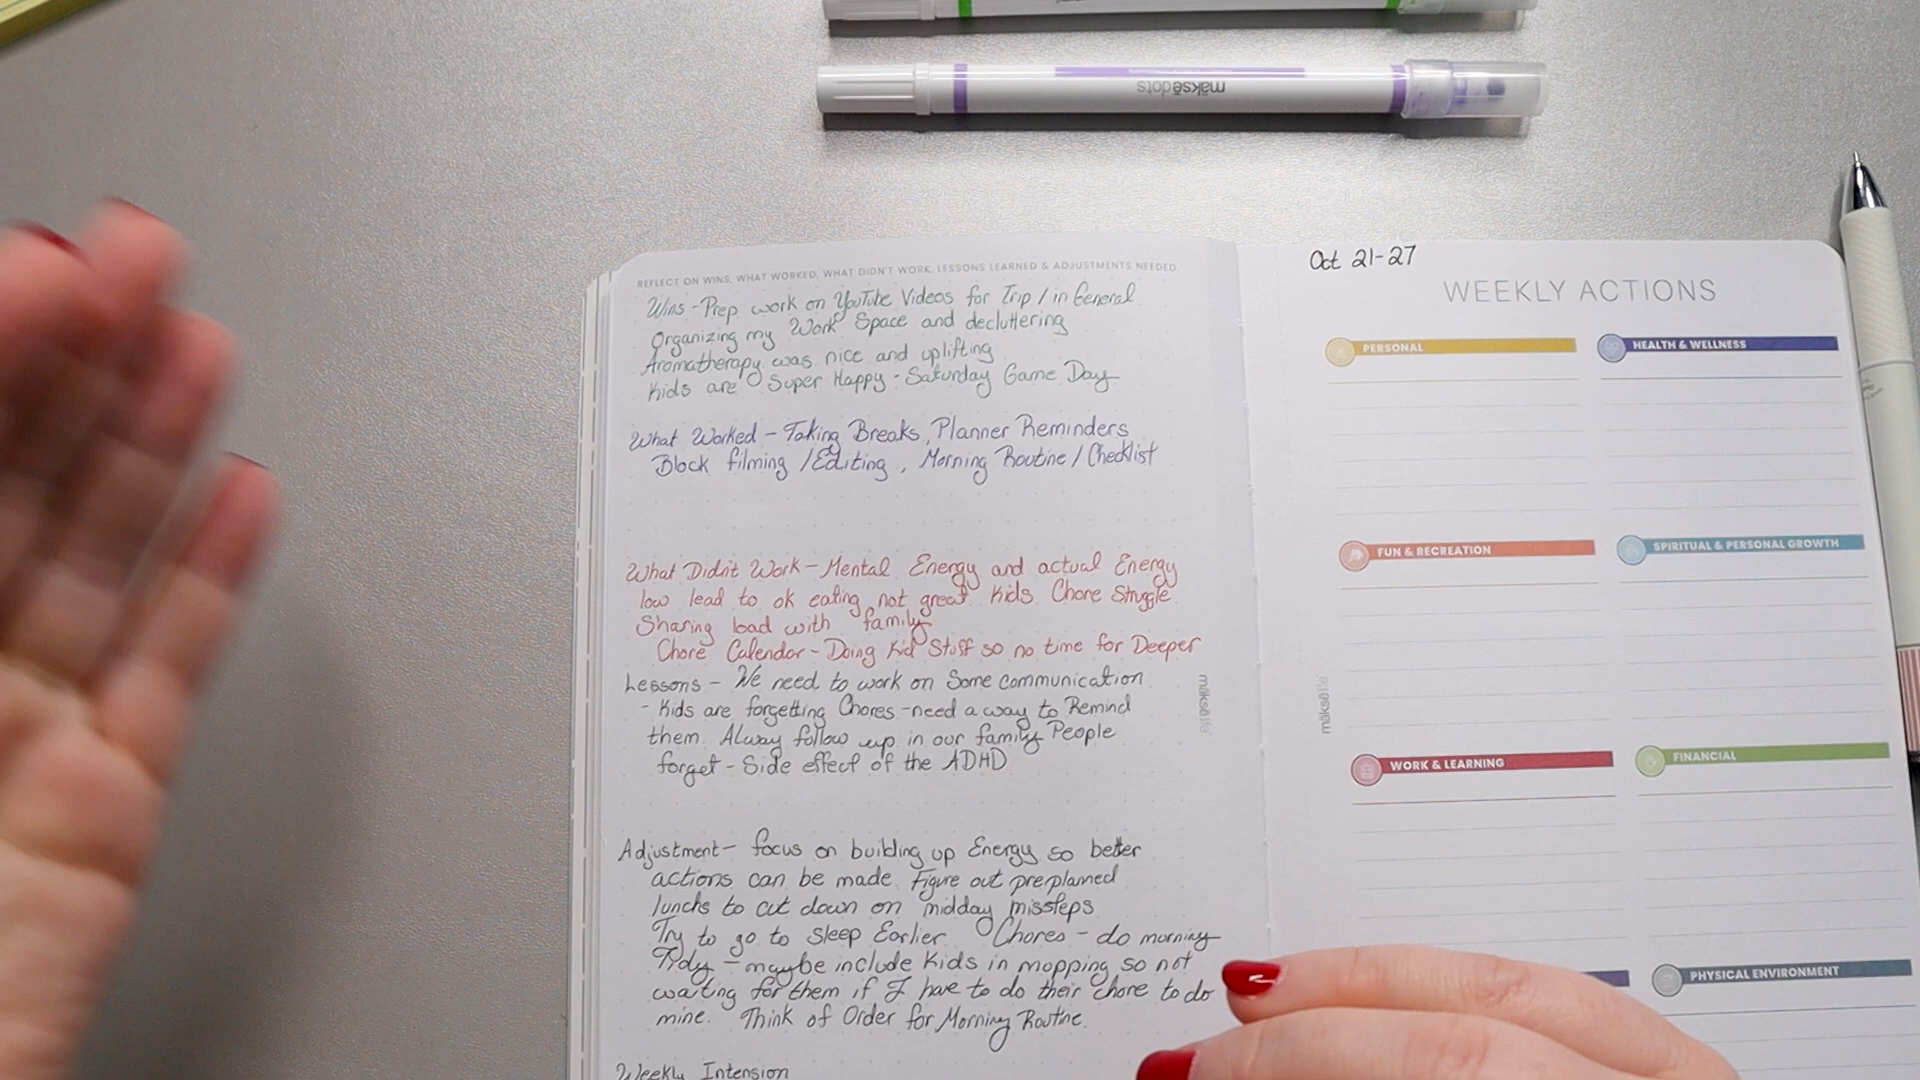 mäksēdots
REFLECT ON WINS, WHAT WORKED, WHAT DIDN'T WORK, LESSONS LEARNED & ADJUSTMENTS NEEDED
Wins - Prep work on YouTube Videos for Trip / in General
Organizing my Work Space and decluttering
Aromatherapy was nice and uplifting
Kids are Super Happy - Saturday Game Day
What Worked - Taking Breaks, Planner Reminders
Block filming / Editing, Morning Routine / Checklist
What Didn't Work - Mental Energy and actual Energy
low lead to ok eating not great Kids Chore Struggle
Sharing load with family
Chore Calendar - Doing Kid Stuff so no time for Deeper
Lessons - We need to work on Some communication
- Kids are forgetting Chores - need a way to Remind
them. Alway follow up in our family People
forget - Side effect of the ADHD
Adjustment - focus on building up Energy so better
actions can be made. Figure out preplanned
lunchs to cut down on midday missteps
Try to go to Sleep Earlier Chores - do morning
Tidy - maybe include Kids in mopping so not
waiting for them if I have to do their chore to do
mine. Think of Order for Morning Routine.
Weekly Intension
mäksēlife
Oct 21-27
WEEKLY ACTIONS
PERSONAL
HEALTH & WELLNESS
FUN & RECREATION
SPIRITUAL & PERSONAL GROWTH
mäksēlife
WORK & LEARNING
FINANCIAL
PHYSICAL ENVIRONMENT